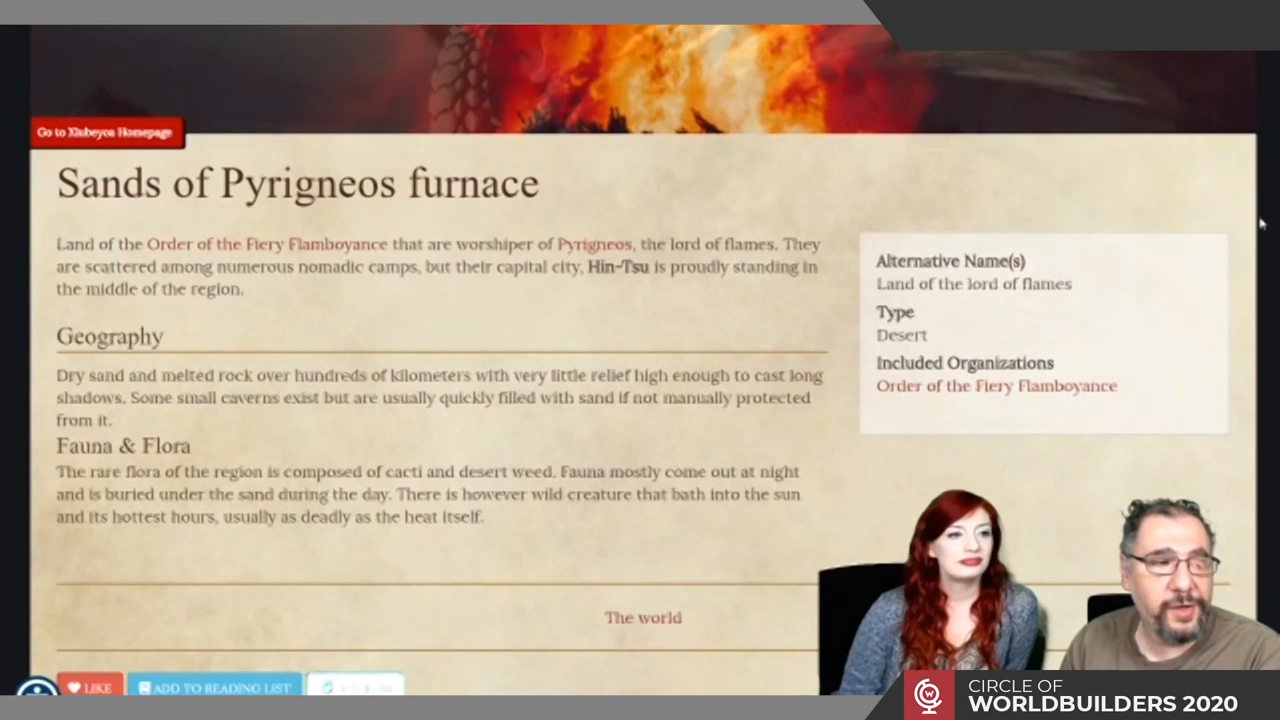 Go to Xiubeyoa Homepage
Sands of Pyrigneos furnace
Land of the Order of the Fiery Flamboyance that are worshiper of Pyrigneos, the lord of flames. They
are scattered among numerous nomadic camps, but their capital city, Hin-Tsu is proudly standing in
the middle of the region.
Geography
Dry sand and melted rock over hundreds of kilometers with very little relief high enough to cast long
shadows. Some small caverns exist but are usually quickly filled with sand if not manually protected
from it.
Fauna & Flora
The rare flora of the region is composed of cacti and desert weed. Fauna mostly come out at night
and is buried under the sand during the day. There is however wild creature that bath into the sun
and its hottest hours, usually as deadly as the heat itself.
Alternative Name(s)
Land of the lord of flames
Type
Desert
Included Organizations
Order of the Fiery Flamboyance
The world
LIKE
ADD TO READING LIST
W
CIRCLE OF
WORLDBUILDERS 2020